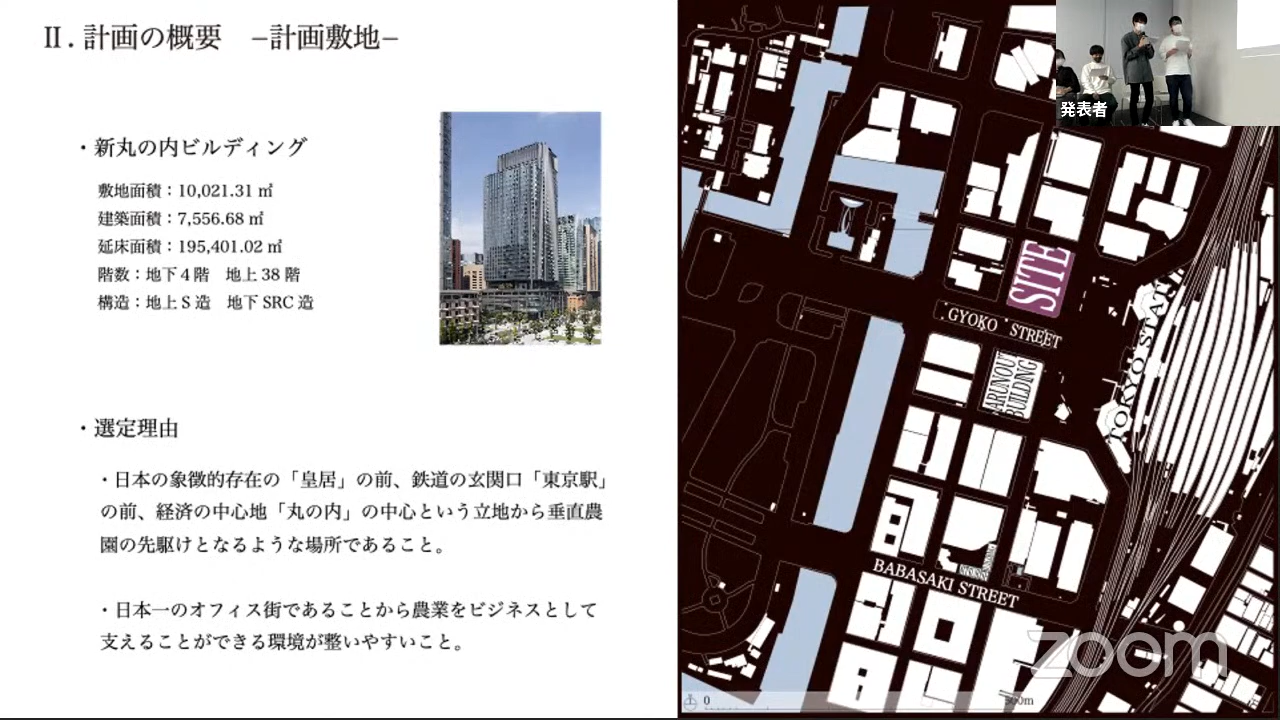 Ⅱ. 計画の概要　–計画敷地–
・新丸の内ビルディング
敷地面積：10,021.31 ㎡
建築面積：7,556.68 ㎡
延床面積：195,401.02 ㎡
階数：地下 4 階　地上 38 階
構造：地上 S 造　地下 SRC 造
・選定理由
・日本の象徴的存在の「皇居」の前、鉄道の玄関口「東京駅」
の前、経済の中心地「丸の内」の中心という立地から垂直農
園の先駆けとなるような場所であること。
・日本一のオフィス街であることから農業をビジネスとして
支えることができる環境が整いやすいこと。
発表者
SITE
GYOKO STREET
BUILDING
BABASAKI STREET
zoom
0